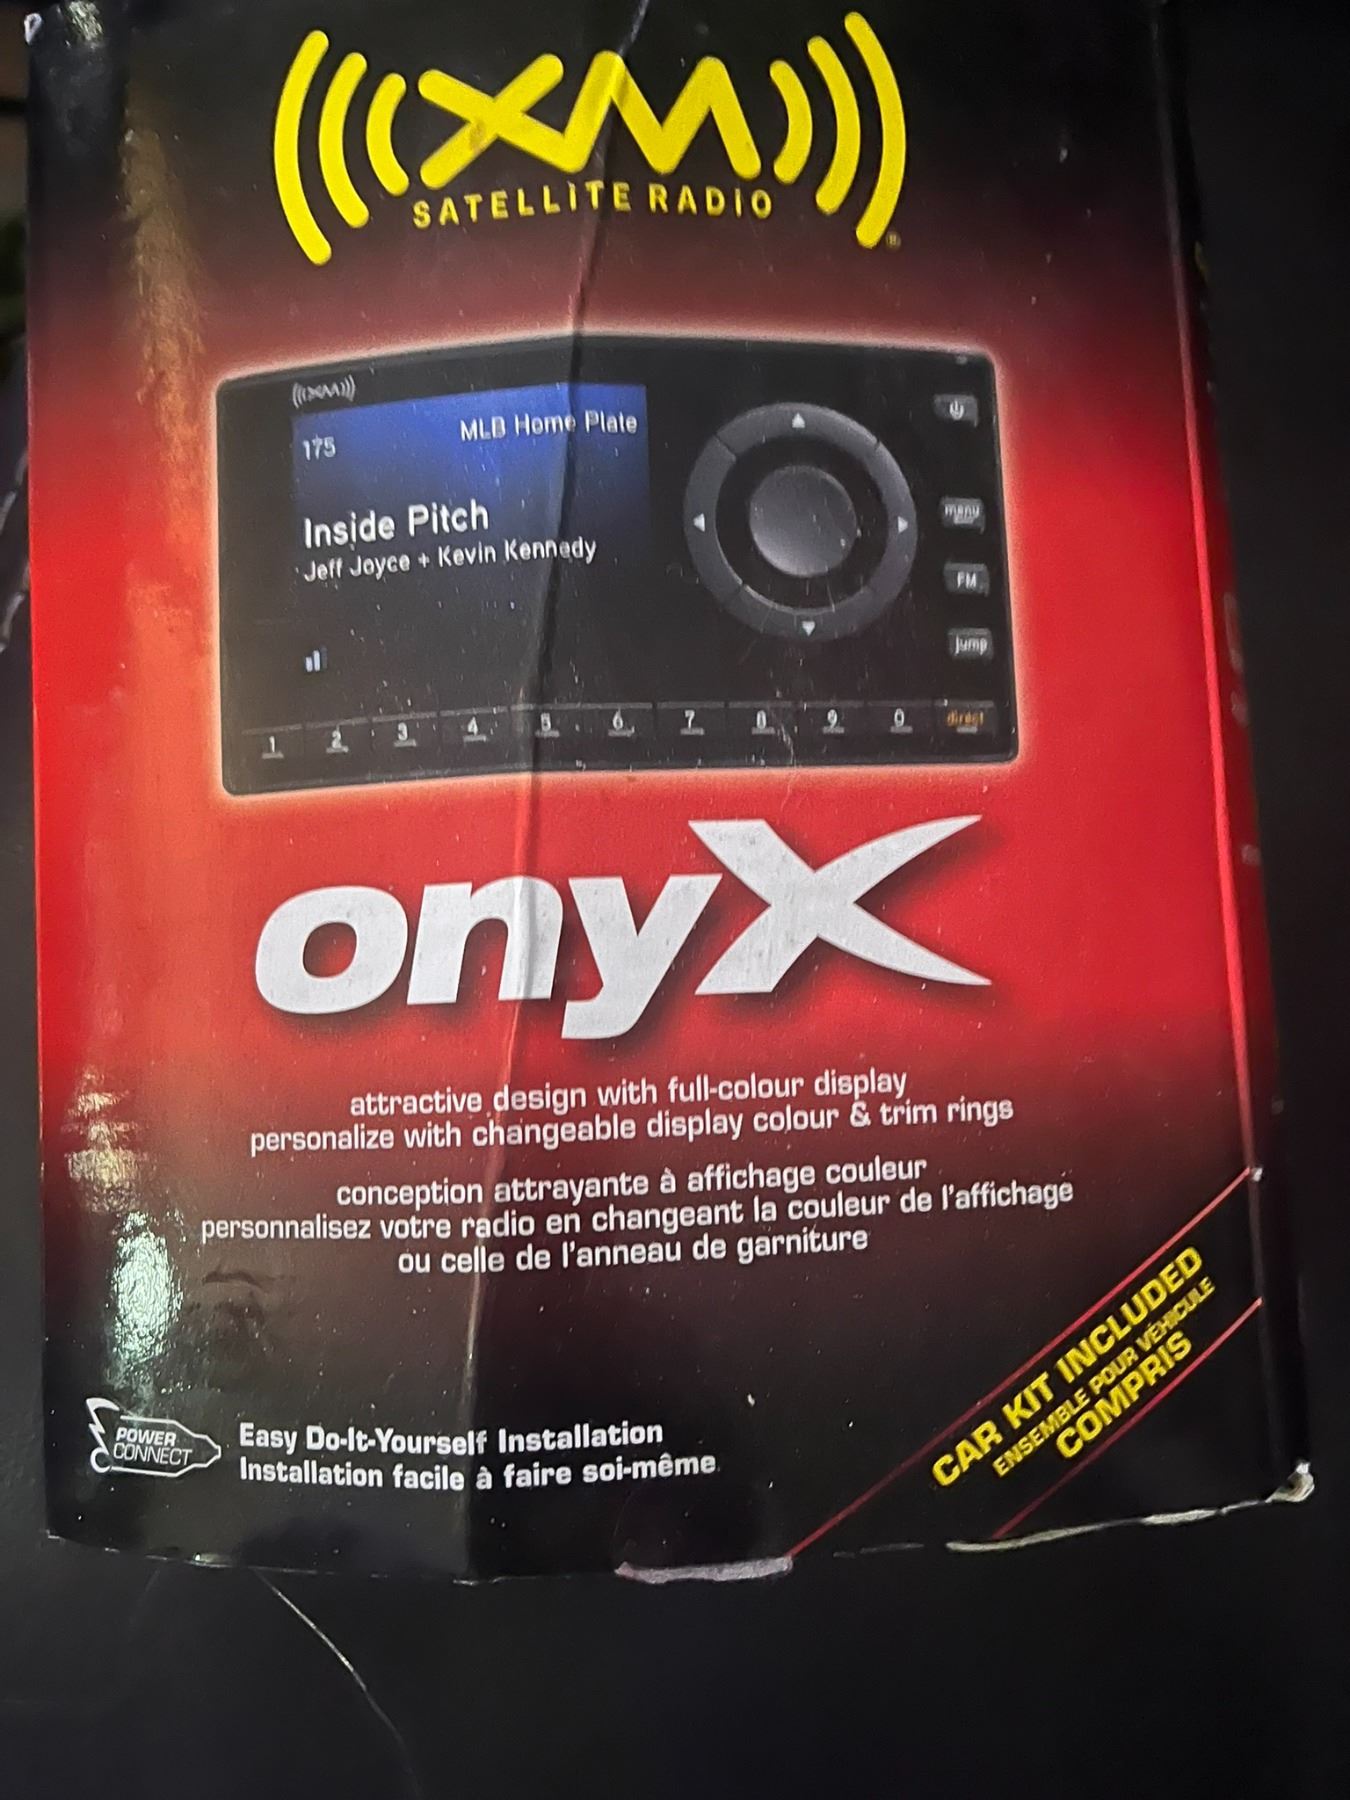 XM
SATELLITE RADIO
®
XM
175
MLB Home Plate
Inside Pitch
Jeff Joyce + Kevin Kennedy
menu
FM
jump
1 2 3 4 5 6 7 8 9 0 direct
onyX
attractive design with full-colour display
personalize with changeable display colour & trim rings
conception attrayante à affichage couleur
personnalisez votre radio en changeant la couleur de l'affichage
ou celle de l'anneau de garniture
CAR KIT INCLUDED
ENSEMBLE POUR VÉHICULE
COMPRIS
POWER
CONNECT
Easy Do-It-Yourself Installation
Installation facile à faire soi-même